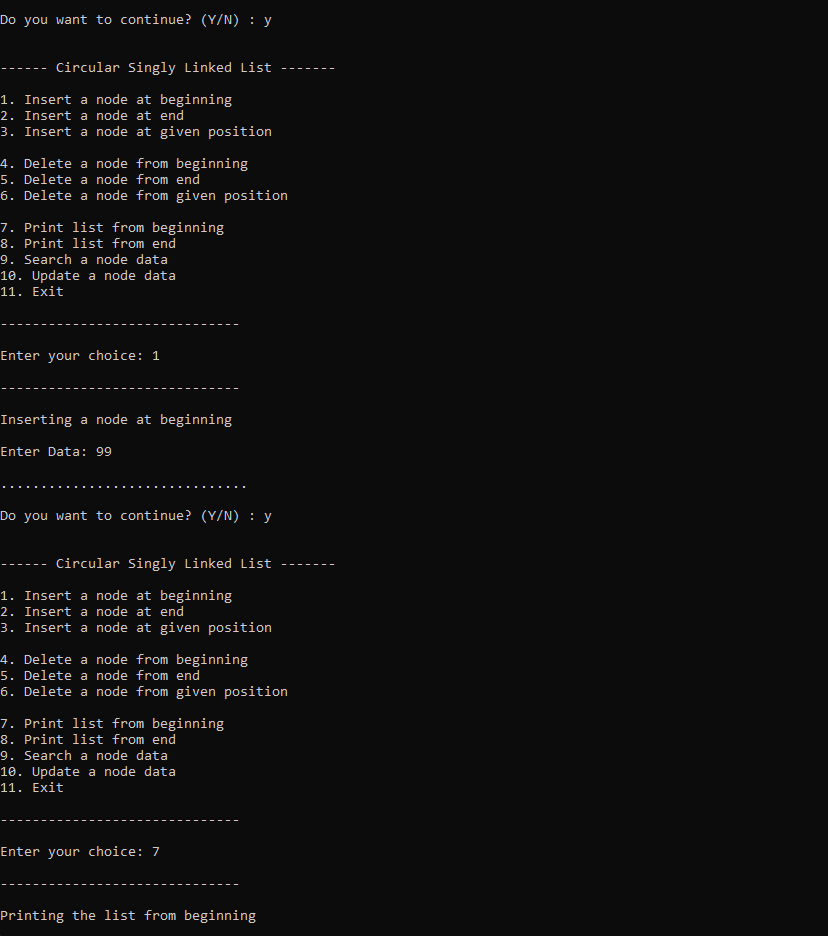 Do you want to continue? (Y/N) : y
------ Circular Singly Linked List -------
1. Insert a node at beginning
2. Insert a node at end
3. Insert a node at given position
4. Delete a node from beginning
5. Delete a node from end
6. Delete a node from given position
7. Print list from beginning
8. Print list from end
9. Search a node data
10. Update a node data
11. Exit
------------------------------
Enter your choice: 1
------------------------------
Inserting a node at beginning
Enter Data: 99
...............................
Do you want to continue? (Y/N) : y
------ Circular Singly Linked List -------
1. Insert a node at beginning
2. Insert a node at end
3. Insert a node at given position
4. Delete a node from beginning
5. Delete a node from end
6. Delete a node from given position
7. Print list from beginning
8. Print list from end
9. Search a node data
10. Update a node data
11. Exit
------------------------------
Enter your choice: 7
------------------------------
Printing the list from beginning